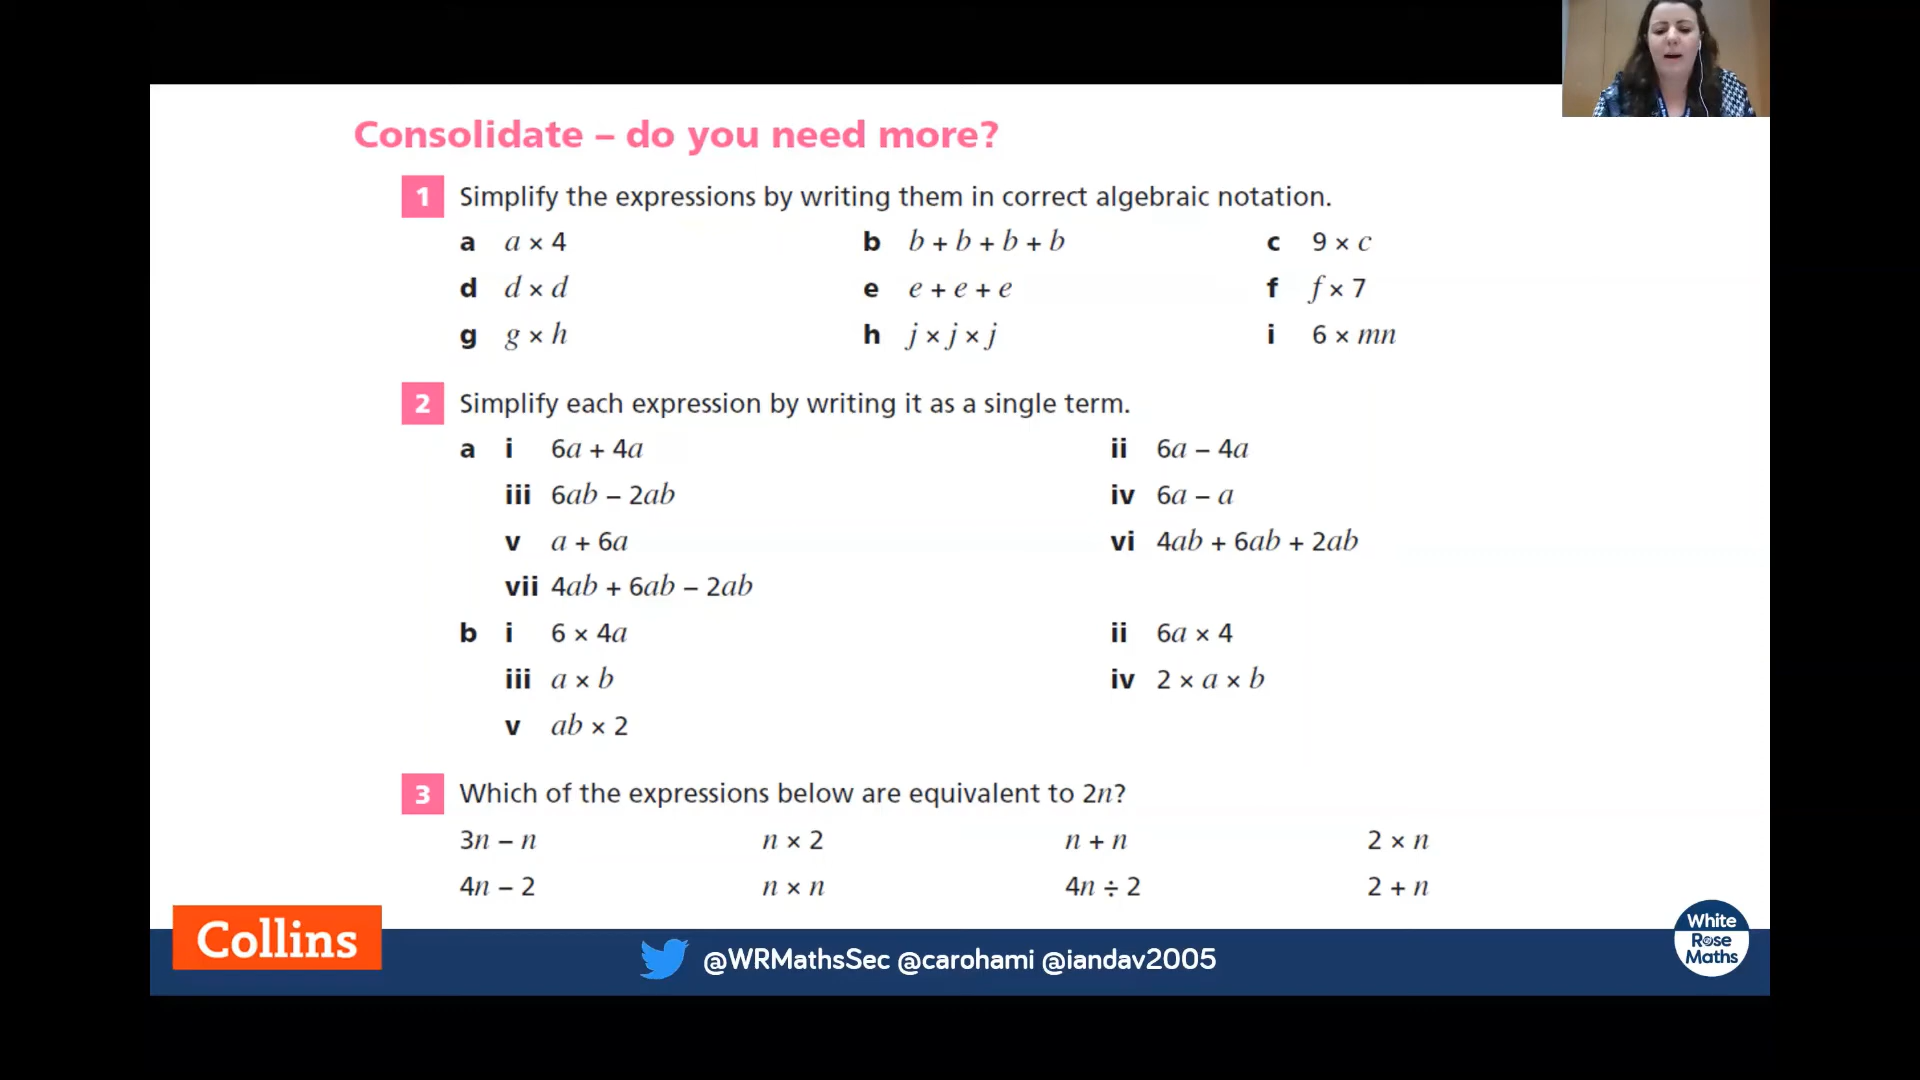 Consolidate – do you need more?
1 Simplify the expressions by writing them in correct algebraic notation.
a a × 4 b b + b + b + b c 9 × c
d d × d e e + e + e f f × 7
g g × h h j × j × j i 6 × mn
2 Simplify each expression by writing it as a single term.
a i 6a + 4a ii 6a – 4a
iii 6ab – 2ab iv 6a – a
v a + 6a vi 4ab + 6ab + 2ab
vii 4ab + 6ab – 2ab
b i 6 × 4a ii 6a × 4
iii a × b iv 2 × a × b
v ab × 2
3 Which of the expressions below are equivalent to 2n?
3n – n n × 2 n + n 2 × n
4n – 2 n × n 4n ÷ 2 2 + n
Collins
@WRMathsSec @carohami @iandav2005
White
Rose
Maths